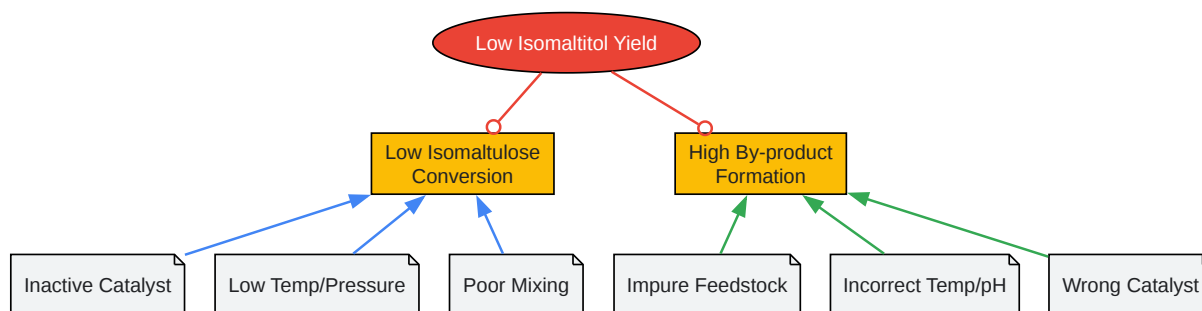 Low Isomaltitol Yield
Low Isomaltulose
Conversion
High By-product
Formation
Inactive Catalyst
Low Temp/Pressure
Poor Mixing
Impure Feedstock
Incorrect Temp/pH
Wrong Catalyst